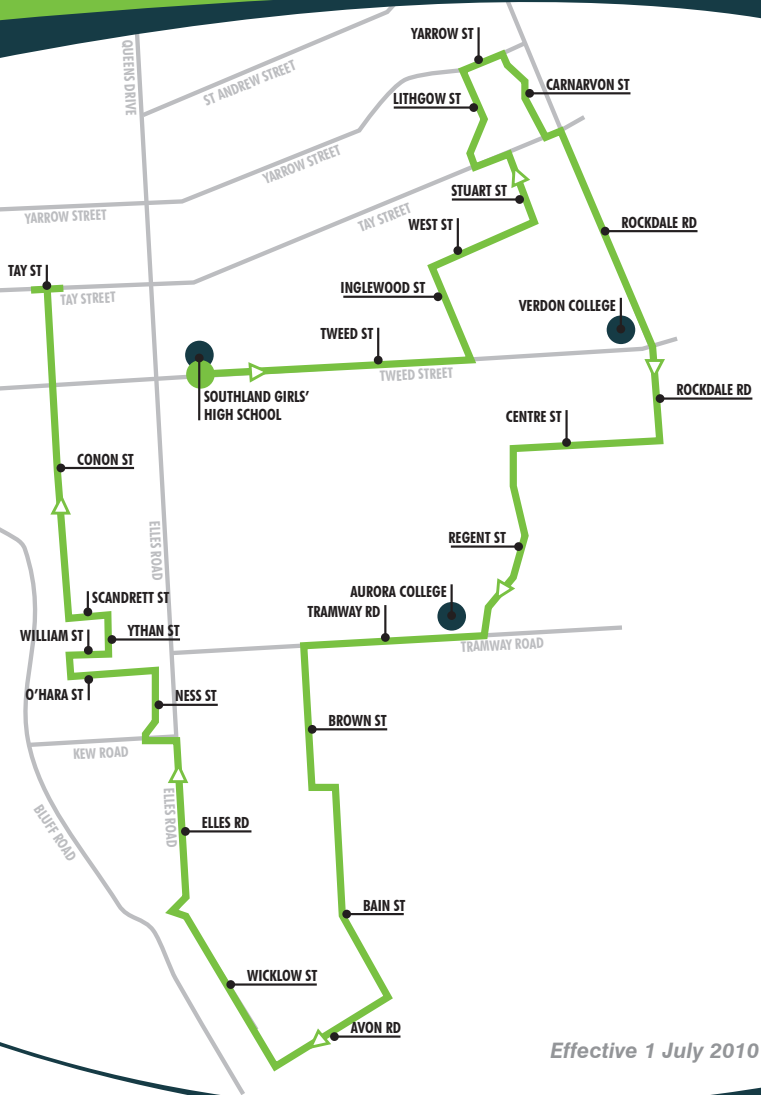 YARROW ST
QUEENS DRIVE
ST ANDREW STREET
CARNARVON ST
LITHGOW ST
YARROW STREET
STUART ST
YARROW STREET
TAY STREET
WEST ST
ROCKDALE RD
TAY ST
INGLEWOOD ST
TAY STREET
VERDON COLLEGE
TWEED ST
TWEED STREET
SOUTHLAND GIRLS'
HIGH SCHOOL
ROCKDALE RD
CENTRE ST
CONON ST
ELLES ROAD
REGENT ST
AURORA COLLEGE
SCANDRETT ST
TRAMWAY RD
WILLIAM ST
YTHAN ST
TRAMWAY ROAD
O'HARA ST
NESS ST
BROWN ST
KEW ROAD
BLUFF ROAD
ELLES ROAD
ELLES RD
BAIN ST
WICKLOW ST
AVON RD
Effective 1 July 2010